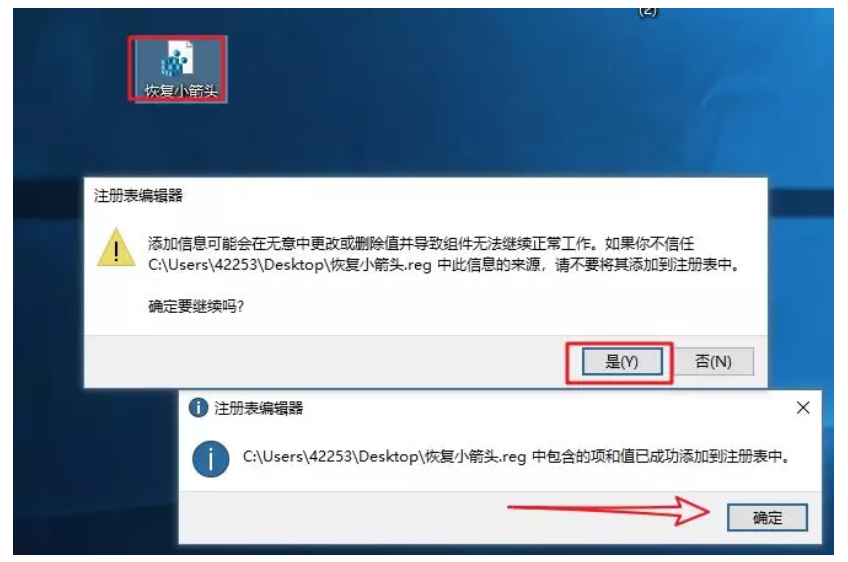 (2)
恢复小箭头
注册表编辑器
添加信息可能会在无意中更改或删除值并导致组件无法继续正常工作。如果你不信任
C:\Users\42253\Desktop\恢复小箭头.reg 中此信息的来源，请不要将其添加到注册表中。
确定要继续吗?
是(Y) 否(N)
注册表编辑器
C:\Users\42253\Desktop\恢复小箭头.reg 中包含的项和值已成功添加到注册表中。
确定